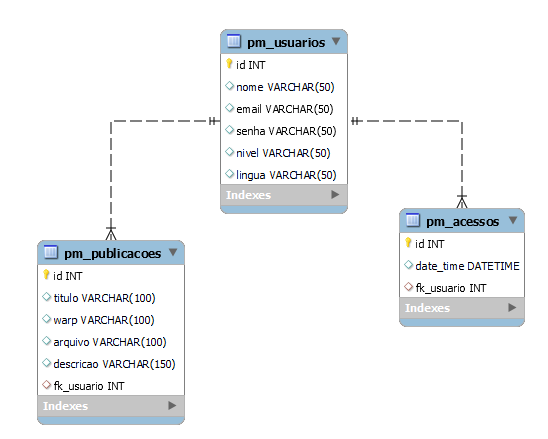 pm_usuarios
id INT
nome VARCHAR(50)
email VARCHAR(50)
senha VARCHAR(50)
nivel VARCHAR(50)
lingua VARCHAR(50)
Indexes
pm_publicacoes
id INT
titulo VARCHAR(100)
warp VARCHAR(100)
arquivo VARCHAR(100)
descricao VARCHAR(150)
fk_usuario INT
Indexes
pm_acessos
id INT
date_time DATETIME
fk_usuario INT
Indexes